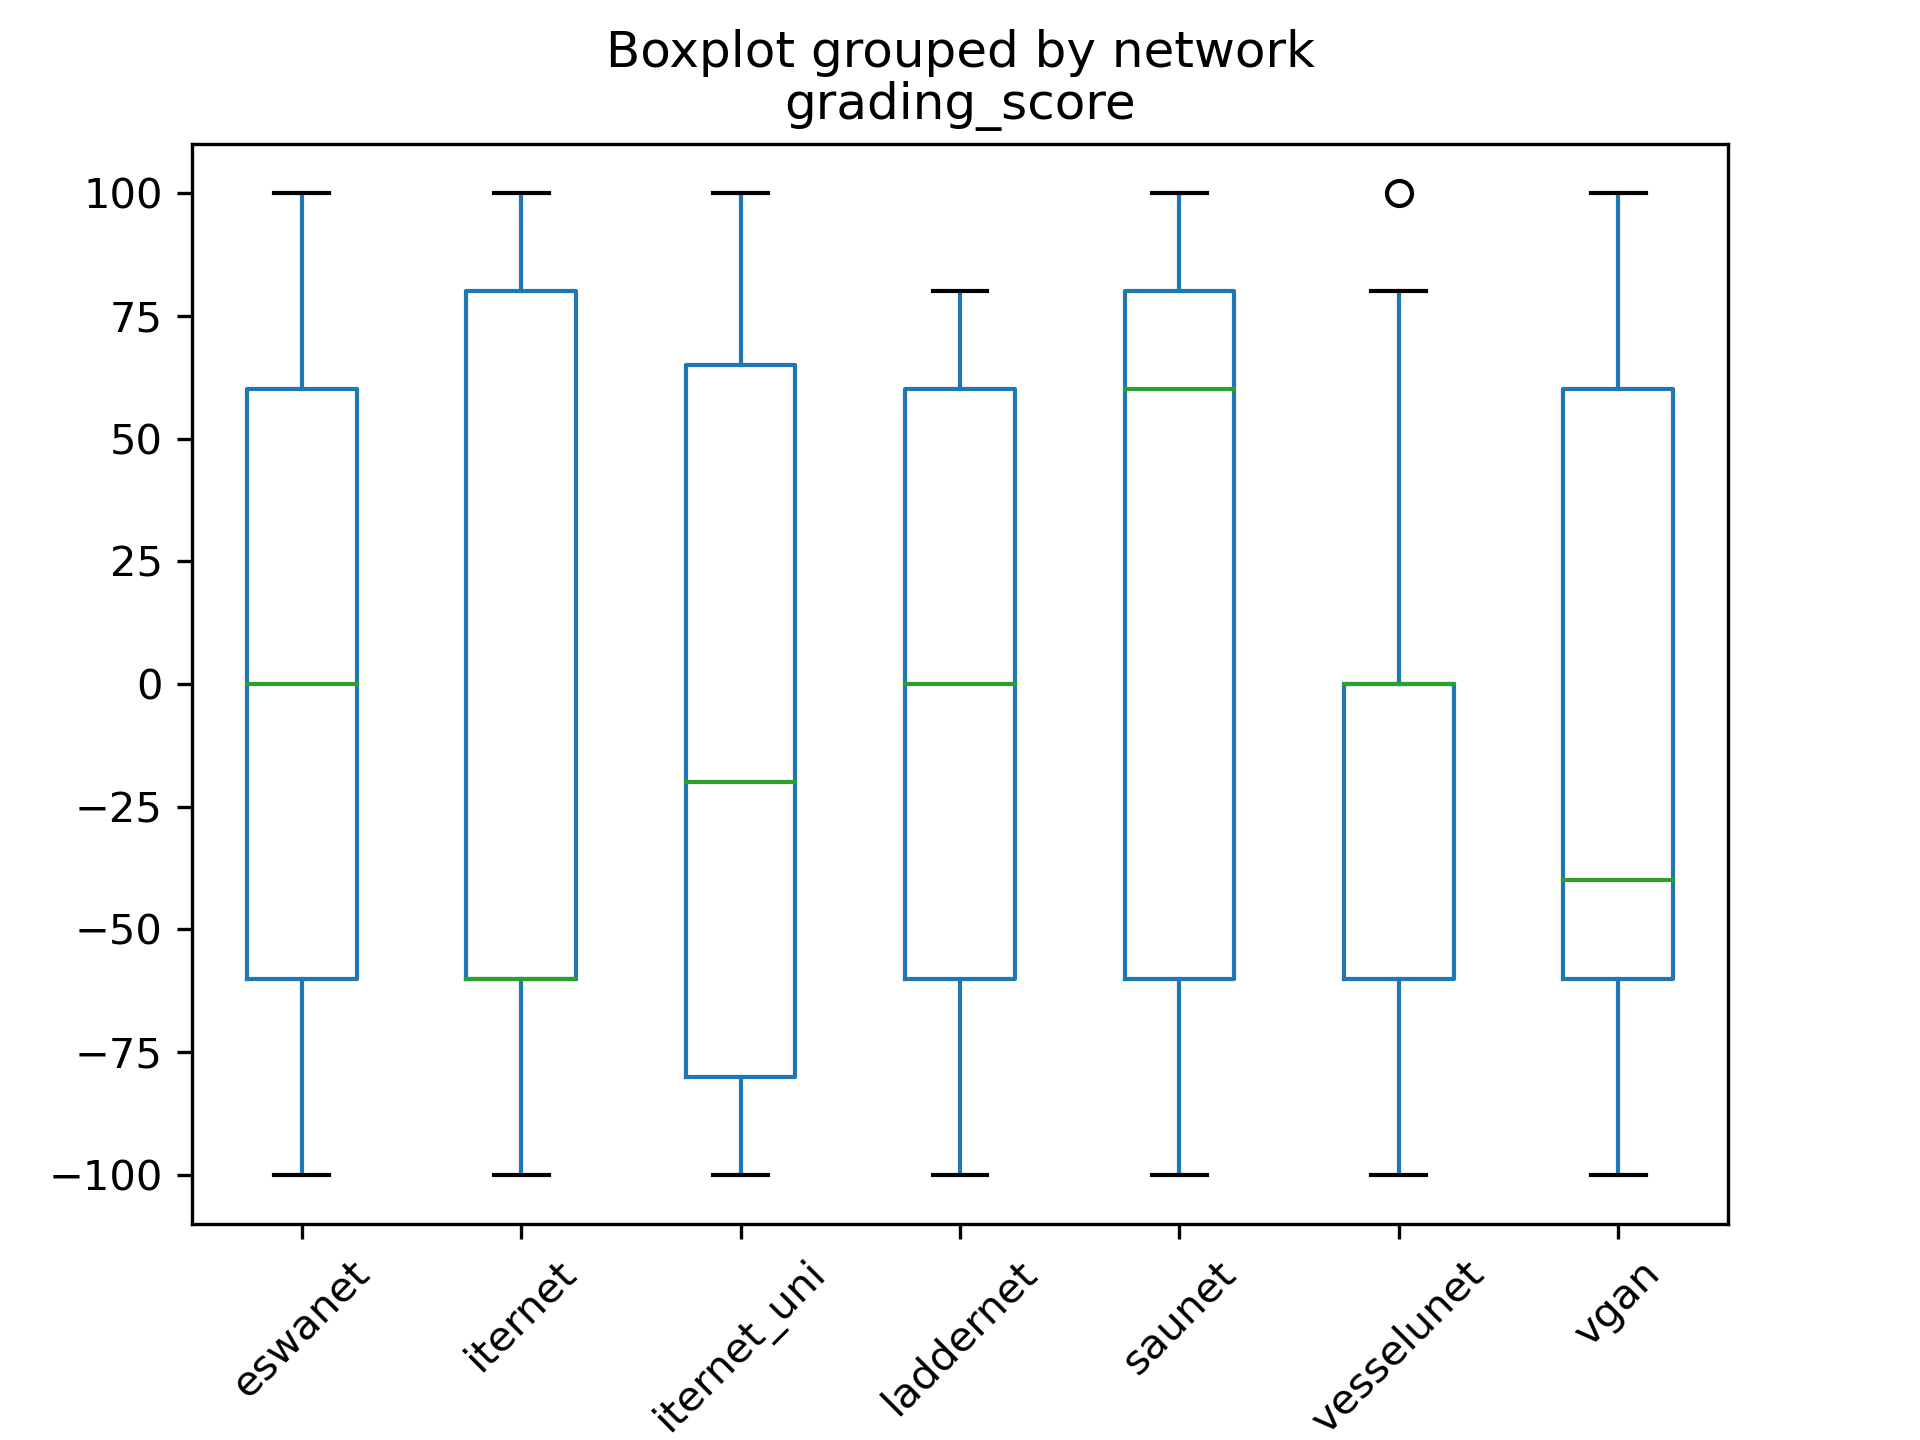 Boxplot grouped by network
grading_score
100
75
50
25
0
−25
−50
−75
−100
eswanet
iternet
iternet_uni
laddernet
saunet
vesselunet
vgan